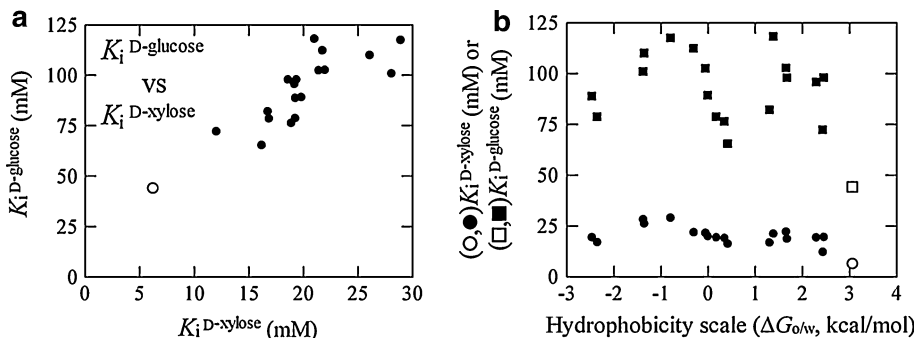 a
125
100
75
50
25
0
0
5
10
15
20
25
30
Ki D-glucose
vs
Ki D-xylose
Ki D-glucose (mM)
Ki D-xylose (mM)
b
125
100
75
50
25
0
-3
-2
-1
0
1
2
3
4
(○,●)Ki D-xylose (mM) or
(□,■)Ki D-glucose (mM)
Hydrophobicity scale (ΔGo/w, kcal/mol)